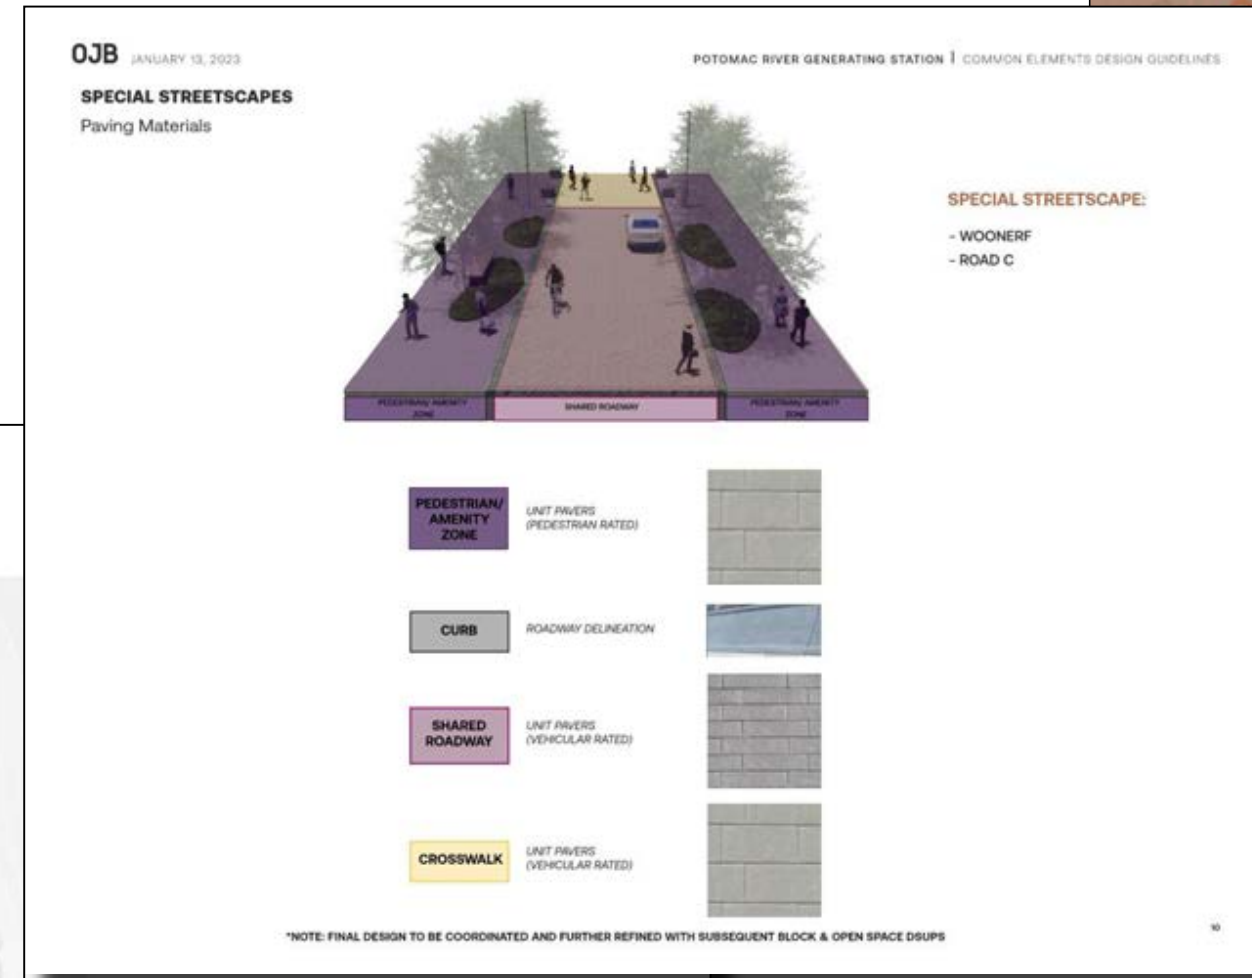 OJB JANUARY 13, 2023
POTOMAC RIVER GENERATING STATION | COMMON ELEMENTS DESIGN GUIDELINES
SPECIAL STREETSCAPES
Paving Materials
SPECIAL STREETSCAPE:
- WOONERF
- ROAD C
PEDESTRIAN/ AMENITY
ZONE
SHARED ROADWAY
PEDESTRIAN/ AMENITY
ZONE
PEDESTRIAN/
AMENITY
ZONE
UNIT PAVERS
(PEDESTRIAN RATED)
CURB
ROADWAY DELINEATION
SHARED
ROADWAY
UNIT PAVERS
(VEHICULAR RATED)
CROSSWALK
UNIT PAVERS
(VEHICULAR RATED)
*NOTE: FINAL DESIGN TO BE COORDINATED AND FURTHER REFINED WITH SUBSEQUENT BLOCK & OPEN SPACE DSUPS
10